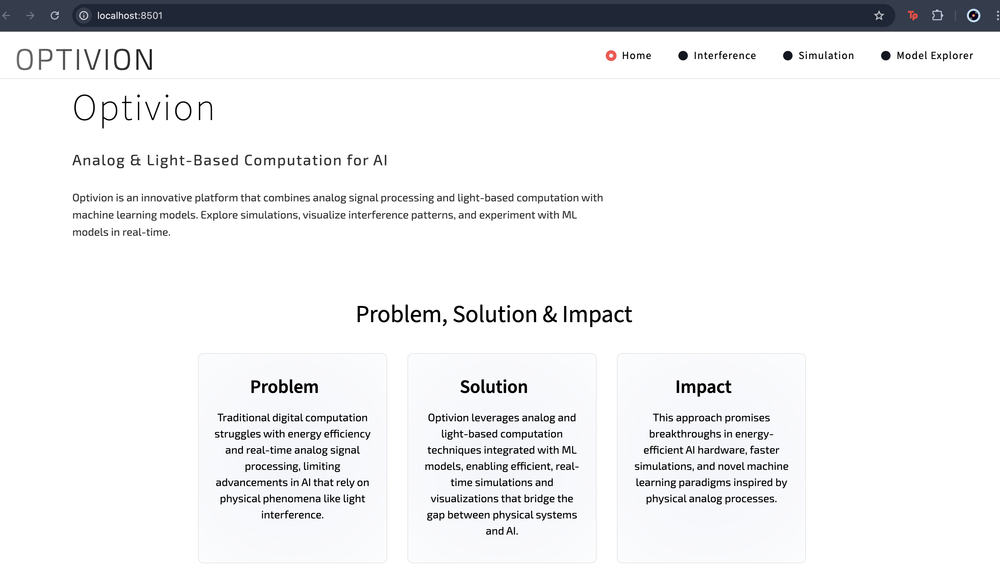 localhost:8501
Tp
OPTIVION
Home
Interference
Simulation
Model Explorer
Optivion
Analog & Light-Based Computation for AI
Optivion is an innovative platform that combines analog signal processing and light-based computation with
machine learning models. Explore simulations, visualize interference patterns, and experiment with ML
models in real-time.
Problem, Solution & Impact
Problem
Traditional digital computation
struggles with energy efficiency
and real-time analog signal
processing, limiting
advancements in AI that rely on
physical phenomena like light
interference.
Solution
Optivion leverages analog and
light-based computation
techniques integrated with ML
models, enabling efficient, real-
time simulations and
visualizations that bridge the
gap between physical systems
and AI.
Impact
This approach promises
breakthroughs in energy-
efficient AI hardware, faster
simulations, and novel machine
learning paradigms inspired by
physical analog processes.